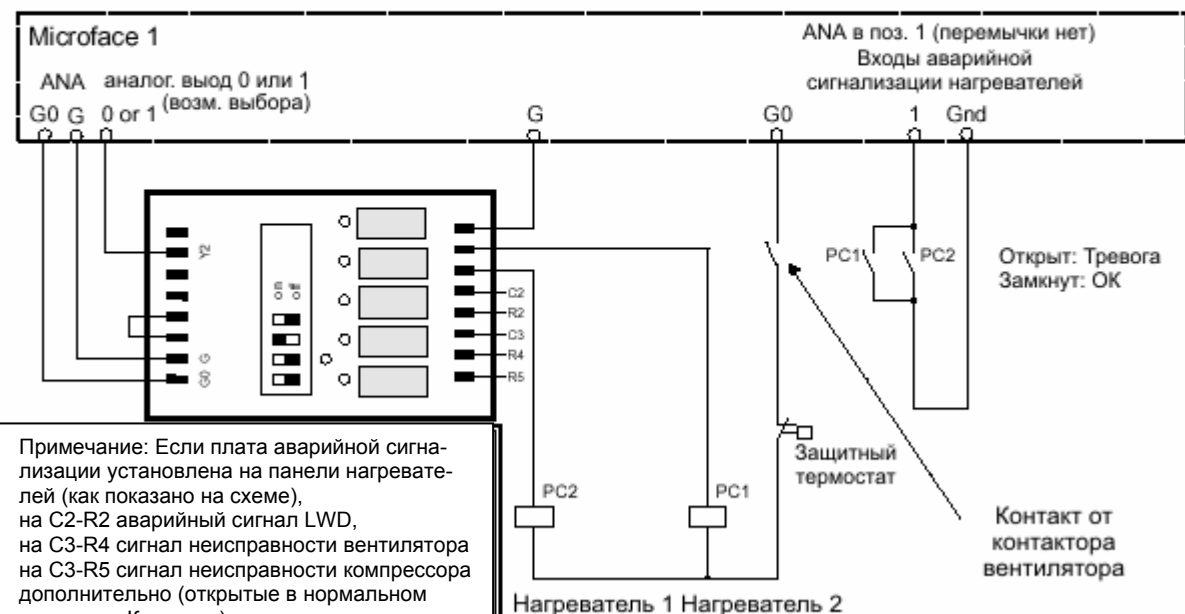 Microface 1
ANA в поз. 1 (перемычки нет)
Входы аварийной
сигнализации нагревателей
ANA аналог. выод 0 или 1
(возм. выбора)
G0 G 0 or 1
G
G0
1 Gnd
Y2
on
off
G
G0
C2
R2
C3
R4
R5
PC1
PC2
Открыт: Тревога
Замкнут: ОК
Защитный
термостат
PC2
PC1
Контакт от
контактора
вентилятора
Примечание: Если плата аварийной сигна-
лизации установлена на панели нагревате-
лей (как показано на схеме),
на C2-R2 аварийный сигнал LWD,
на C3-R4 сигнал неисправности вентилятора
на C3-R5 сигнал неисправности компрессора
дополнительно (открытые в нормальном
Нагреватель 1 Нагреватель 2